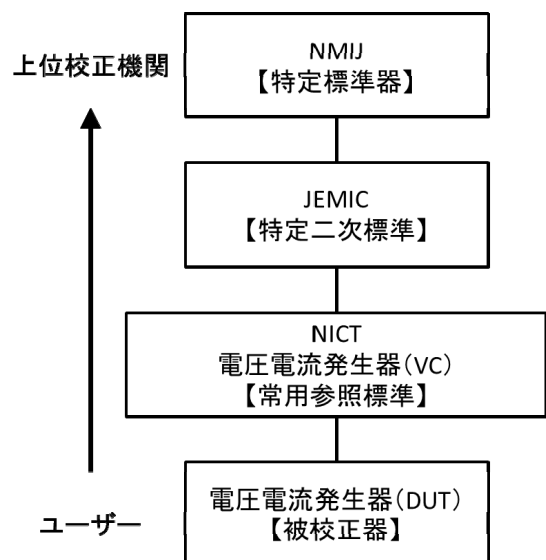 上位校正機関
NMIJ
【特定標準器】
JEMIC
【特定二次標準】
NICT
電圧電流発生器(VC)
【常用参照標準】
ユーザー
電圧電流発生器(DUT)
【被校正器】